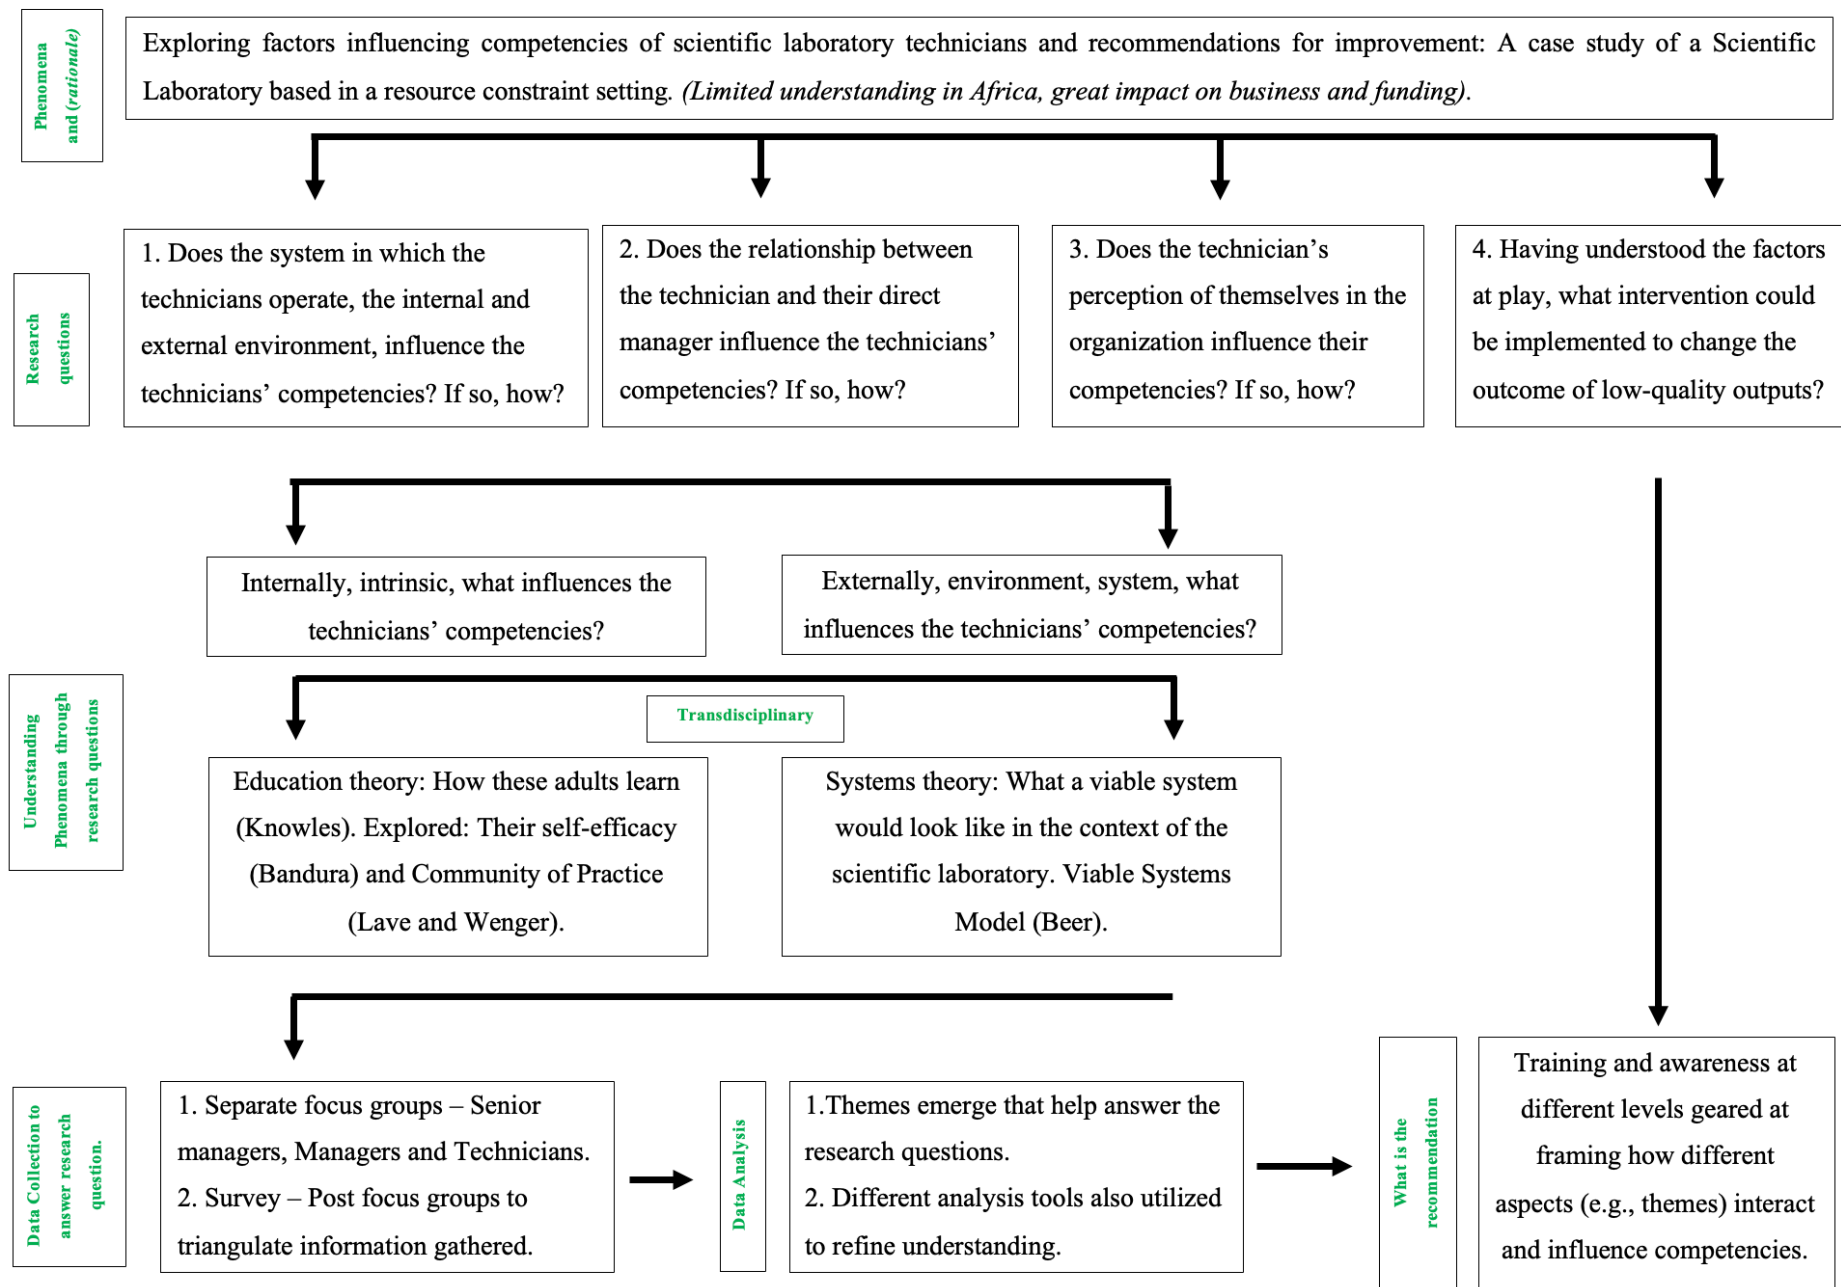 Phenomena
and (rationale)
Exploring factors influencing competencies of scientific laboratory technicians and recommendations for improvement: A case study of a Scientific
Laboratory based in a resource constraint setting. (Limited understanding in Africa, great impact on business and funding).
Research
questions
1. Does the system in which the
technicians operate, the internal and
external environment, influence the
technicians’ competencies? If so, how?
2. Does the relationship between
the technician and their direct
manager influence the technicians’
competencies? If so, how?
3. Does the technician’s
perception of themselves in the
organization influence their
competencies? If so, how?
4. Having understood the factors
at play, what intervention could
be implemented to change the
outcome of low-quality outputs?
Internally, intrinsic, what influences the
technicians’ competencies?
Externally, environment, system, what
influences the technicians’ competencies?
Understanding
Phenomena through
research questions
Transdisciplinary
Education theory: How these adults learn
(Knowles). Explored: Their self-efficacy
(Bandura) and Community of Practice
(Lave and Wenger).
Systems theory: What a viable system
would look like in the context of the
scientific laboratory. Viable Systems
Model (Beer).
Data Collection to
answer research
question.
1. Separate focus groups – Senior
managers, Managers and Technicians.
2. Survey – Post focus groups to
triangulate information gathered.
Data Analysis
1.Themes emerge that help answer the
research questions.
2. Different analysis tools also utilized
to refine understanding.
What is the
recommendation
Training and awareness at
different levels geared at
framing how different
aspects (e.g., themes) interact
and influence competencies.